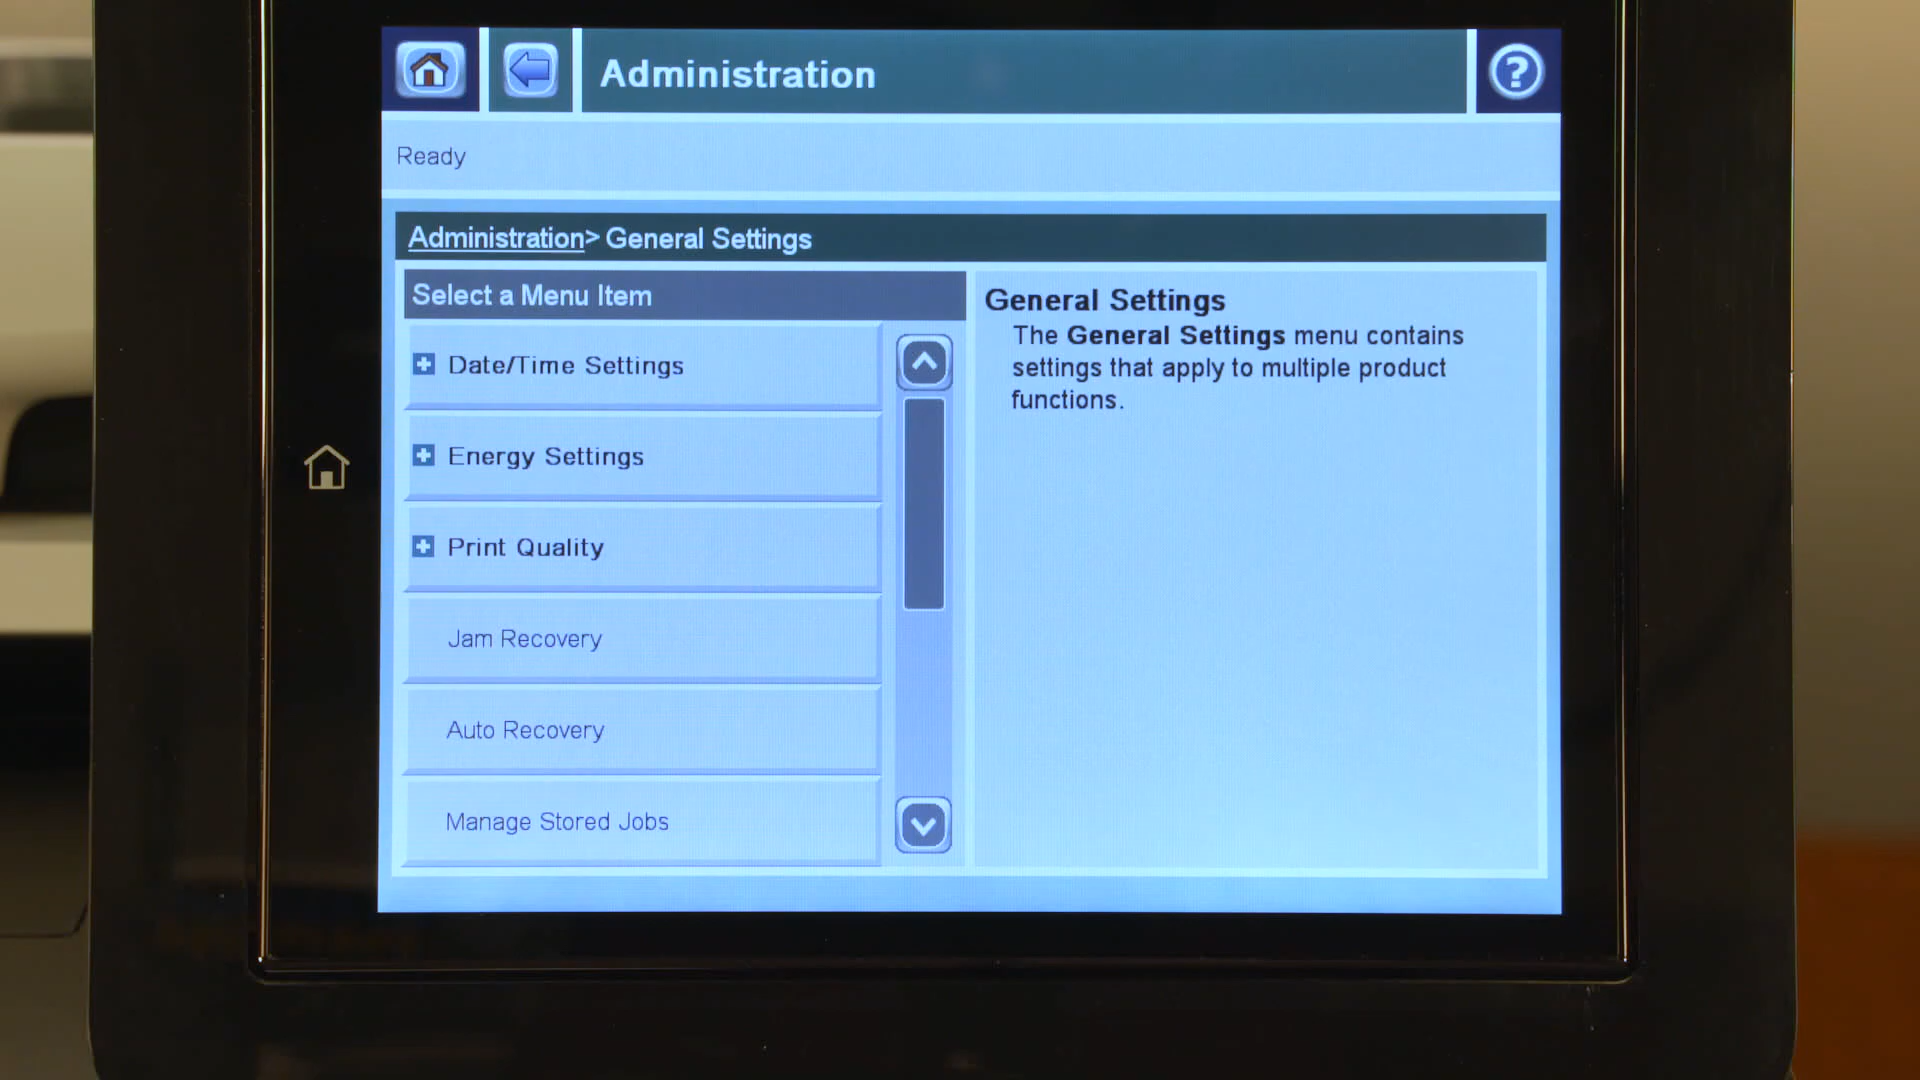 Administration
?
Ready
Administration> General Settings
Select a Menu Item
Date/Time Settings
Energy Settings
Print Quality
Jam Recovery
Auto Recovery
Manage Stored Jobs
General Settings
The General Settings menu contains
settings that apply to multiple product
functions.